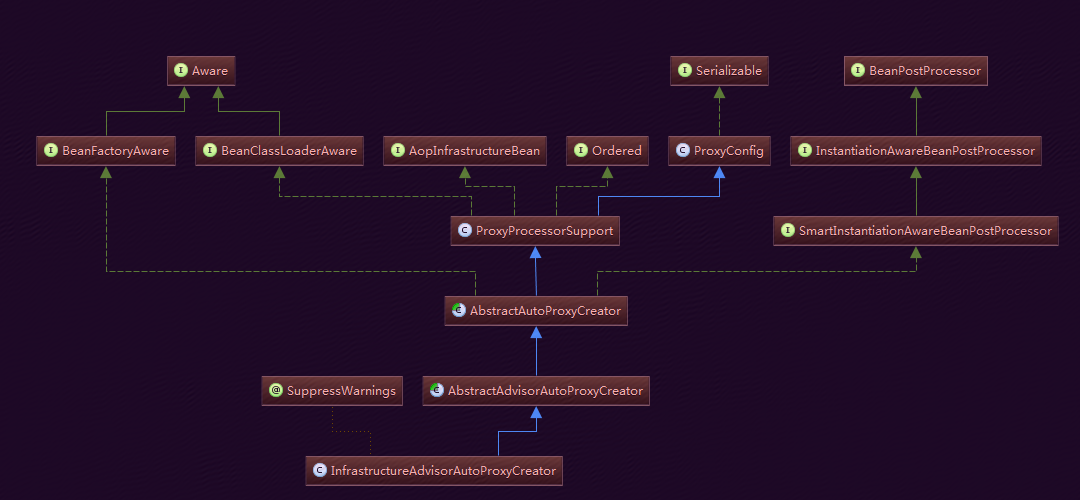 Aware
Serializable
BeanPostProcessor
BeanFactoryAware
BeanClassLoaderAware
AopInfrastructureBean
Ordered
ProxyConfig
InstantiationAwareBeanPostProcessor
ProxyProcessorSupport
SmartInstantiationAwareBeanPostProcessor
AbstractAutoProxyCreator
SuppressWarnings
AbstractAdvisorAutoProxyCreator
InfrastructureAdvisorAutoProxyCreator